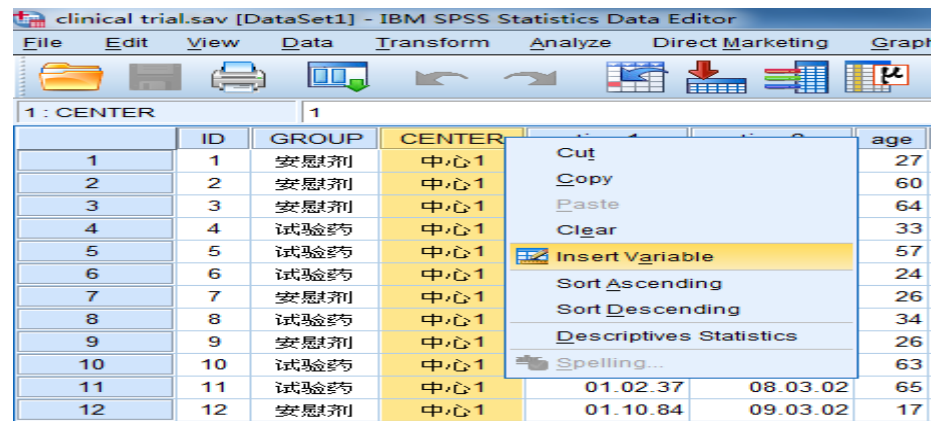 clinical trial.sav [DataSet1] - IBM SPSS Statistics Data Editor
File Edit View Data Transform Analyze Direct Marketing Graph
1 : CENTER 1
ID GROUP CENTER age
1 1 安慰剂 中心1 27
2 2 安慰剂 中心1 60
3 3 安慰剂 中心1 64
4 4 试验药 中心1 33
5 5 试验药 中心1 57
6 6 试验药 中心1 24
7 7 安慰剂 中心1 26
8 8 试验药 中心1 34
9 9 安慰剂 中心1 26
10 10 试验药 中心1 63
11 11 试验药 中心1 01.02.37 08.03.02 65
12 12 安慰剂 中心1 01.10.84 09.03.02 17
Cut
Copy
Paste
Clear
Insert Variable
Sort Ascending
Sort Descending
Descriptives Statistics
Spelling...
μ